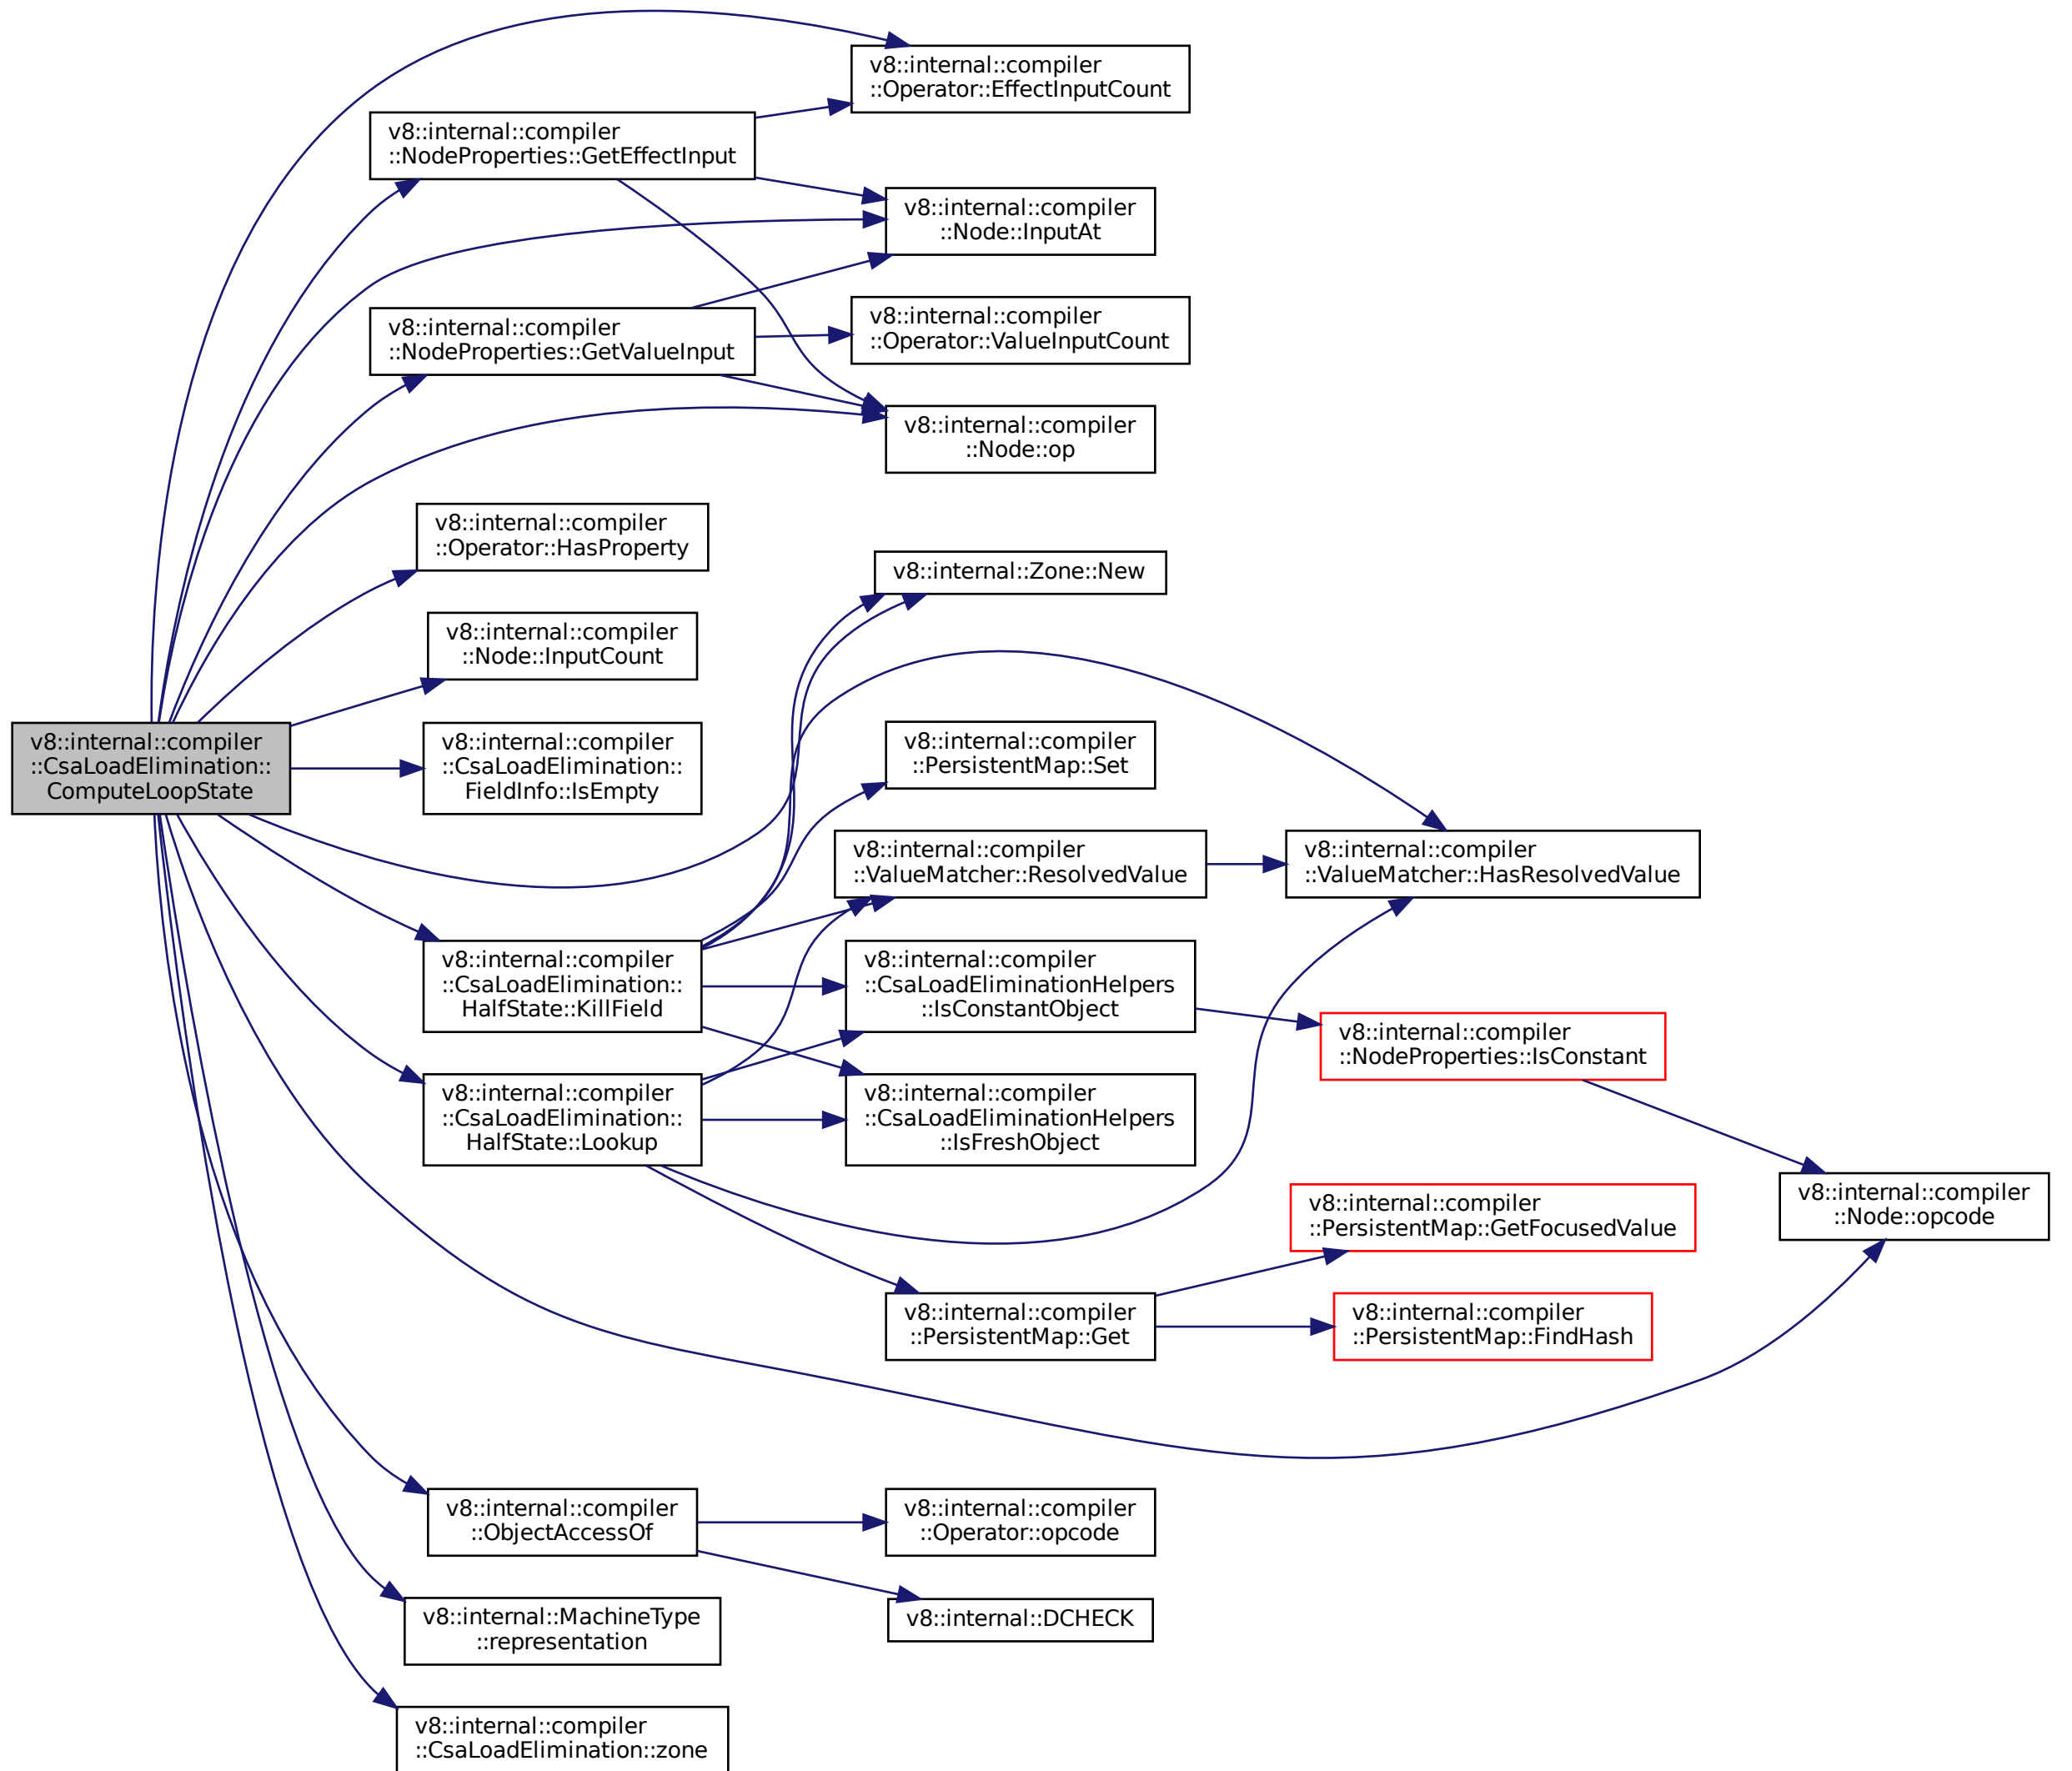 v8::internal::compiler
::Operator::EffectInputCount
v8::internal::compiler
::NodeProperties::GetEffectInput
v8::internal::compiler
::Node::InputAt
v8::internal::compiler
::Operator::ValueInputCount
v8::internal::compiler
::NodeProperties::GetValueInput
v8::internal::compiler
::Node::op
v8::internal::compiler
::Operator::HasProperty
v8::internal::Zone::New
v8::internal::compiler
::Node::InputCount
v8::internal::compiler
::CsaLoadElimination::
ComputeLoopState
v8::internal::compiler
::CsaLoadElimination::
FieldInfo::IsEmpty
v8::internal::compiler
::PersistentMap::Set
v8::internal::compiler
::ValueMatcher::ResolvedValue
v8::internal::compiler
::ValueMatcher::HasResolvedValue
v8::internal::compiler
::CsaLoadElimination::
HalfState::KillField
v8::internal::compiler
::CsaLoadEliminationHelpers
::IsConstantObject
v8::internal::compiler
::NodeProperties::IsConstant
v8::internal::compiler
::CsaLoadElimination::
HalfState::Lookup
v8::internal::compiler
::CsaLoadEliminationHelpers
::IsFreshObject
v8::internal::compiler
::Node::opcode
v8::internal::compiler
::PersistentMap::GetFocusedValue
v8::internal::compiler
::PersistentMap::Get
v8::internal::compiler
::PersistentMap::FindHash
v8::internal::compiler
::ObjectAccessOf
v8::internal::compiler
::Operator::opcode
v8::internal::DCHECK
v8::internal::MachineType
::representation
v8::internal::compiler
::CsaLoadElimination::zone